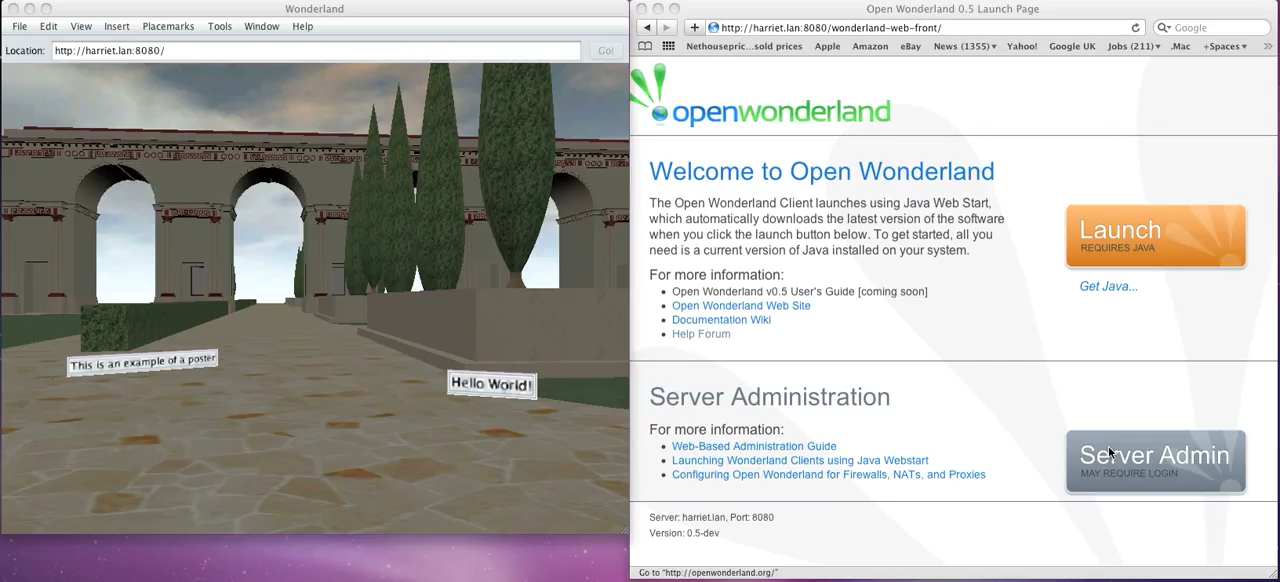 Wonderland
File Edit View Insert Placemarks Tools Window Help
Location: http://harriet.lan:8080/ Go!
This is an example of a poster
Hello World!
Open Wonderland 0.5 Launch Page
http://harriet.lan:8080/wonderland-web-front/
Google
Nethousepric...sold prices Apple Amazon eBay News (1355) Yahoo! Google UK Jobs (211) .Mac +Spaces
openwonderland
Welcome to Open Wonderland
The Open Wonderland Client launches using Java Web Start,
which automatically downloads the latest version of the software
when you click the launch button below. To get started, all you
need is a current version of Java installed on your system.
Launch
REQUIRES JAVA
Get Java...
For more information:
Open Wonderland v0.5 User's Guide [coming soon]
Open Wonderland Web Site
Documentation Wiki
Help Forum
Server Administration
For more information:
Web-Based Administration Guide
Launching Wonderland Clients using Java Webstart
Configuring Open Wonderland for Firewalls, NATs, and Proxies
Server Admin
MAY REQUIRE LOGIN
Server: harriet.lan, Port: 8080
Version: 0.5-dev
Go to "http://openwonderland.org/"